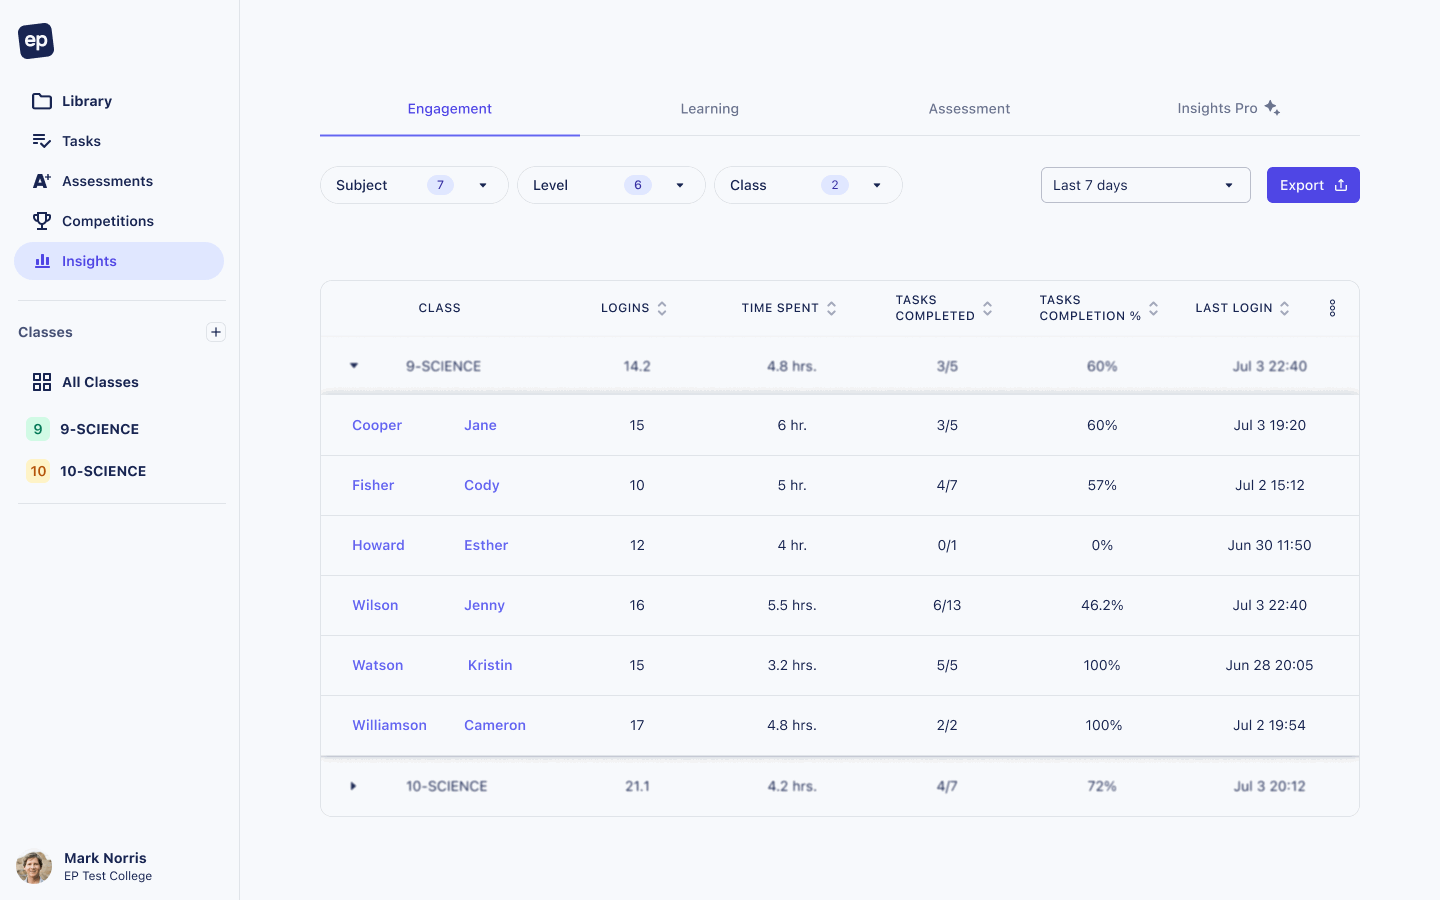 ep
Library
Tasks
A+ Assessments
Competitions
Insights
Classes
All Classes
9 9-SCIENCE
10 10-SCIENCE
Mark Norris
EP Test College
Engagement Learning Assessment Insights Pro
Subject 7 Level 6 Class 2 Last 7 days Export
CLASS LOGINS TIME SPENT TASKS COMPLETED TASKS COMPLETION % LAST LOGIN
9-SCIENCE 14.2 4.8 hrs. 3/5 60% Jul 3 22:40
Cooper Jane 15 6 hr. 3/5 60% Jul 3 19:20
Fisher Cody 10 5 hr. 4/7 57% Jul 2 15:12
Howard Esther 12 4 hr. 0/1 0% Jun 30 11:50
Wilson Jenny 16 5.5 hrs. 6/13 46.2% Jul 3 22:40
Watson Kristin 15 3.2 hrs. 5/5 100% Jun 28 20:05
Williamson Cameron 17 4.8 hrs. 2/2 100% Jul 2 19:54
10-SCIENCE 21.1 4.2 hrs. 4/7 72% Jul 3 20:12